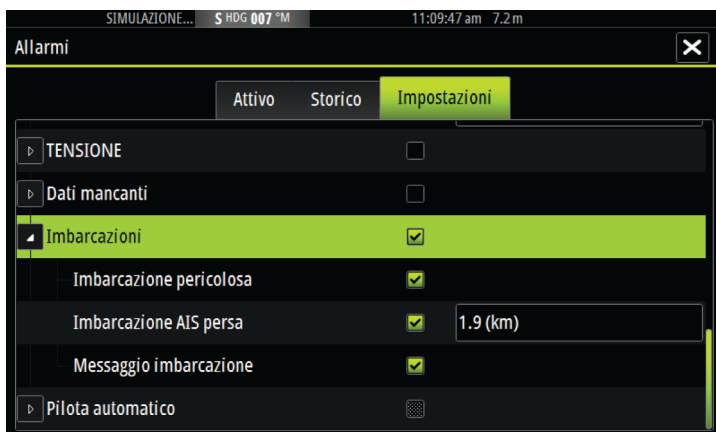 SIMULAZIONE... S HDG 007 °M 11:09:47 am 7.2 m
Allarmi
Attivo Storico Impostazioni
TENSIONE
Dati mancanti
Imbarcazioni
Imbarcazione pericolosa
Imbarcazione AIS persa 1.9 (km)
Messaggio imbarcazione
Pilota automatico